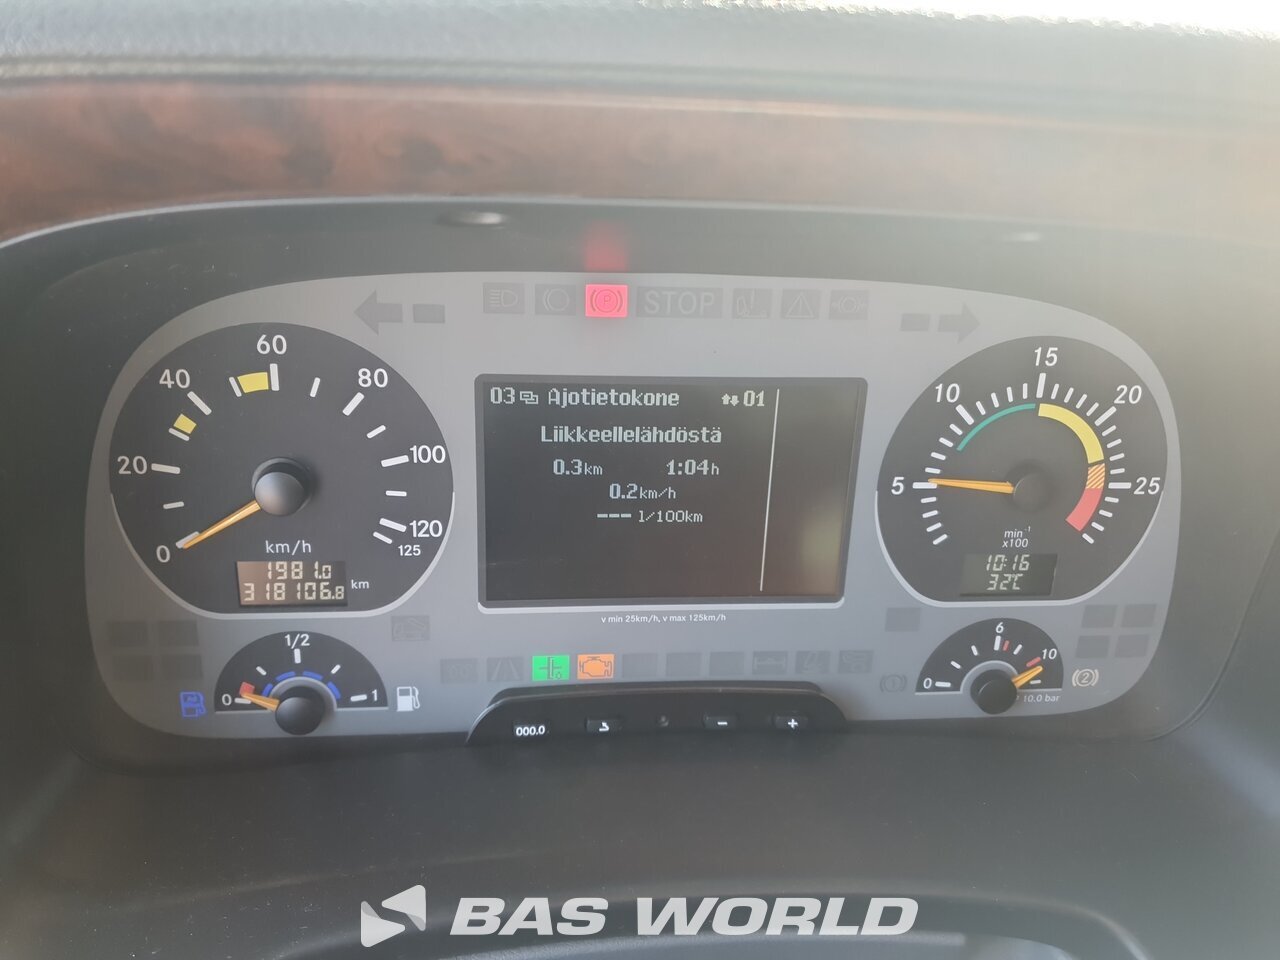 STOP
20
40
60
80
100
120
125
0
km/h
1981.0
318106.8 km
03 Ajotietokone 01
Liikkeellelähdöstä
0.3km 1:04h
0.2km/h
--- l/100km
v min 25km/h, v max 125km/h
5
10
15
20
25
min⁻¹
x100
10:16
32°C
0
1/2
1
0
6
10
10.0 bar
(P)
(1)
(2)
000.0
-
+
BAS WORLD